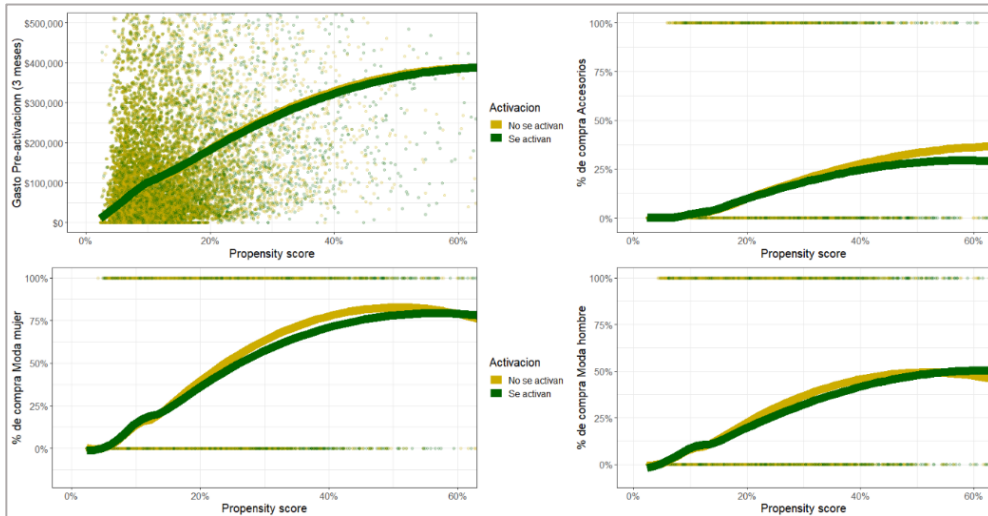 Gasto Pre-activacionn (3 meses)
$500,000
$400,000
$300,000
$200,000
$100,000
$0
0%
20%
40%
60%
Propensity score
Activacion
No se activan
Se activan
% de compra Accesorios
100%
75%
50%
25%
0%
0%
20%
40%
60%
Propensity score
% de compra Moda mujer
100%
75%
50%
25%
0%
0%
20%
40%
60%
Propensity score
Activacion
No se activan
Se activan
% de compra Moda hombre
100%
75%
50%
25%
0%
0%
20%
40%
60%
Propensity score